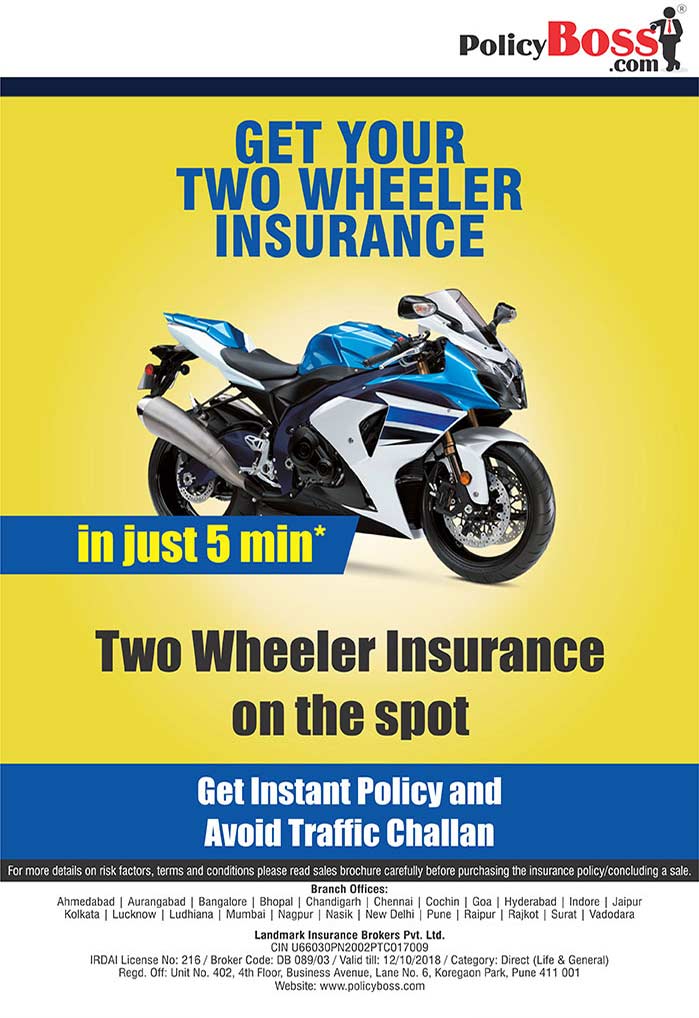 PolicyBoss®
.com
GET YOUR
TWO WHEELER
INSURANCE
in just 5 min*
Two Wheeler Insurance
on the spot
Get Instant Policy and
Avoid Traffic Challan
For more details on risk factors, terms and conditions please read sales brochure carefully before purchasing the insurance policy/concluding a sale.
Branch Offices:
Ahmedabad | Aurangabad | Bangalore | Bhopal | Chandigarh | Chennai | Cochin | Goa | Hyderabad | Indore | Jaipur
Kolkata | Lucknow | Ludhiana | Mumbai | Nagpur | Nasik | New Delhi | Pune | Raipur | Rajkot | Surat | Vadodara
Landmark Insurance Brokers Pvt. Ltd.
CIN U66030PN2002PTC017009
IRDAI License No: 216 / Broker Code: DB 089/03 / Valid till: 12/10/2018 / Category: Direct (Life & General)
Regd. Off: Unit No. 402, 4th Floor, Business Avenue, Lane No. 6, Koregaon Park, Pune 411 001
Website: www.policyboss.com